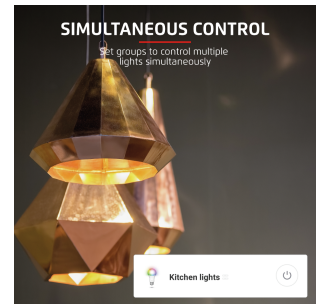 SIMULTANEOUS CONTROL
Set groups to control multiple
lights simultaneously
Kitchen lights